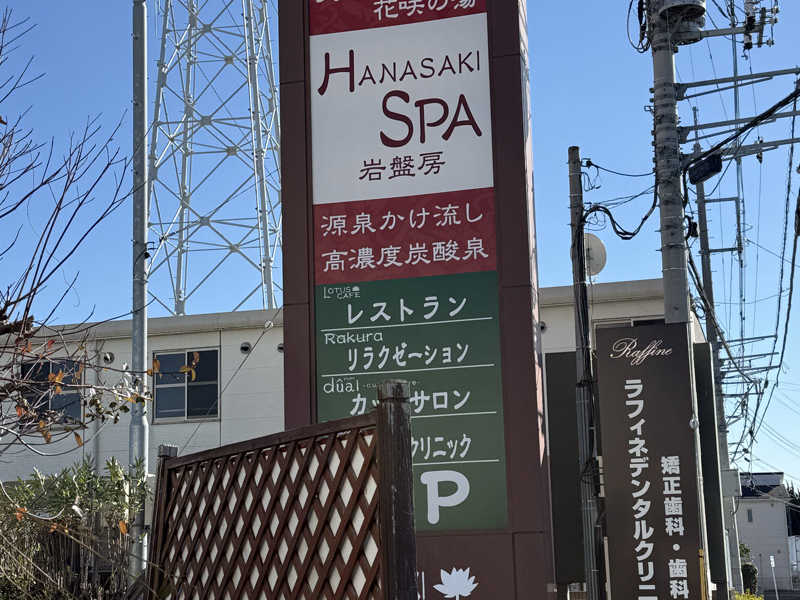 花咲の湯
HANASAKI
SPA
岩盤房
源泉かけ流し
高濃度炭酸泉
LOTUS
CAFE
レストラン
Rakura
リラクゼーション
dual
カットサロン
クリニック
P
Raffine
ラフィネデンタルクリニ
矯正歯科・歯科